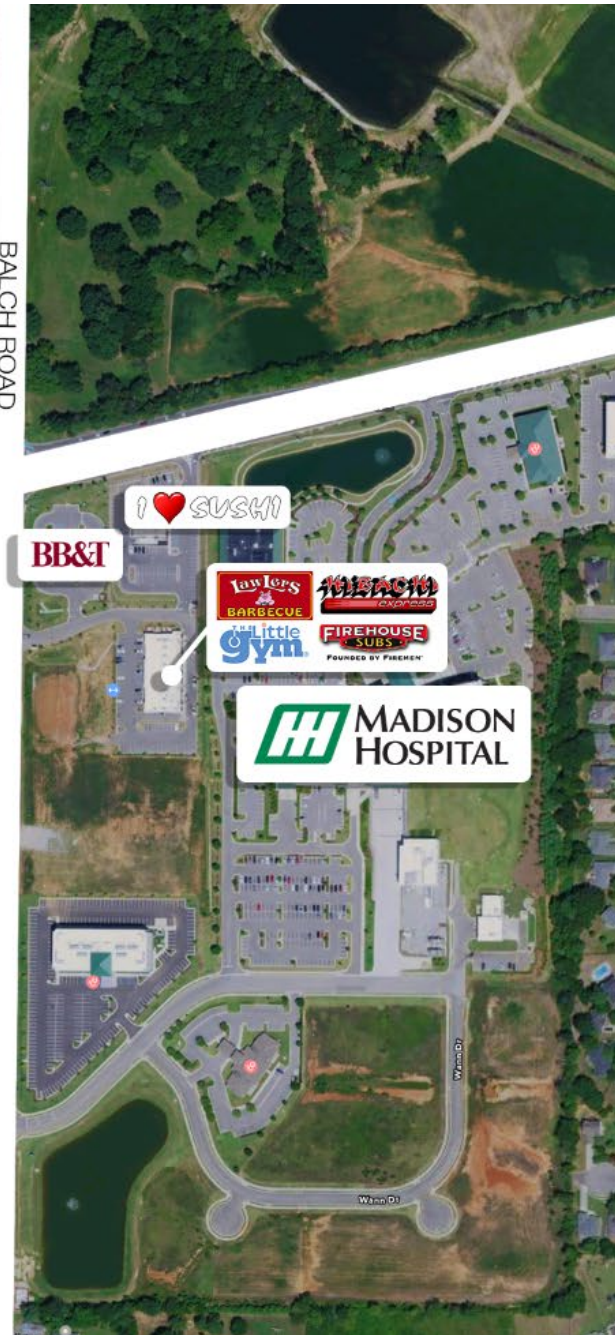 BALCH ROAD
I ❤ SUSHI
BB&T
LawLers
BARBECUE
HIBACHI
express
THE Little
gym
FIREHOUSE
SUBS
FOUNDED BY FIREMEN
MADISON
HOSPITAL
Wann Dr
Wann Dr